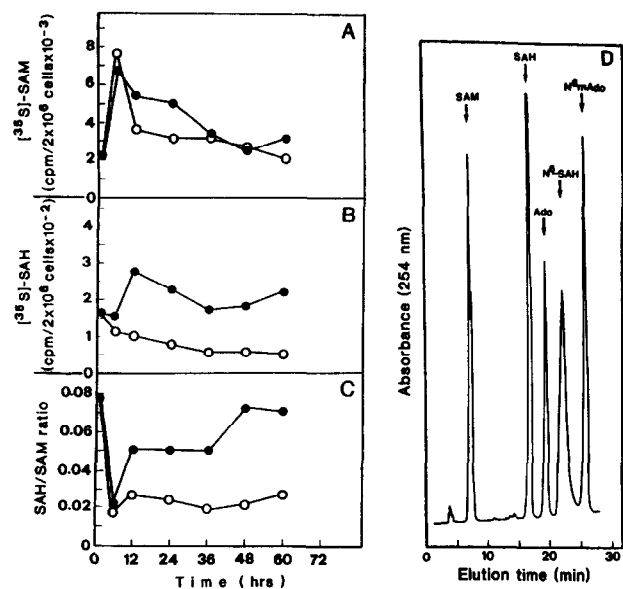 A
[35S]-SAM
(cpm/2x10⁶ cellsx10⁻³)
8
6
4
2
0
B
[35S]-SAH
(cpm/2x10⁶ cellsx10⁻²)
4
3
2
1
0
C
SAH/SAM ratio
0.08
0.06
0.04
0.02
0
0 12 24 36 48 60 72
Time (hrs)
D
SAH
SAM
N⁶mAdo
N⁶-SAH
Ado
Absorbance (254 nm)
0 10 20 30
Elution time (min)